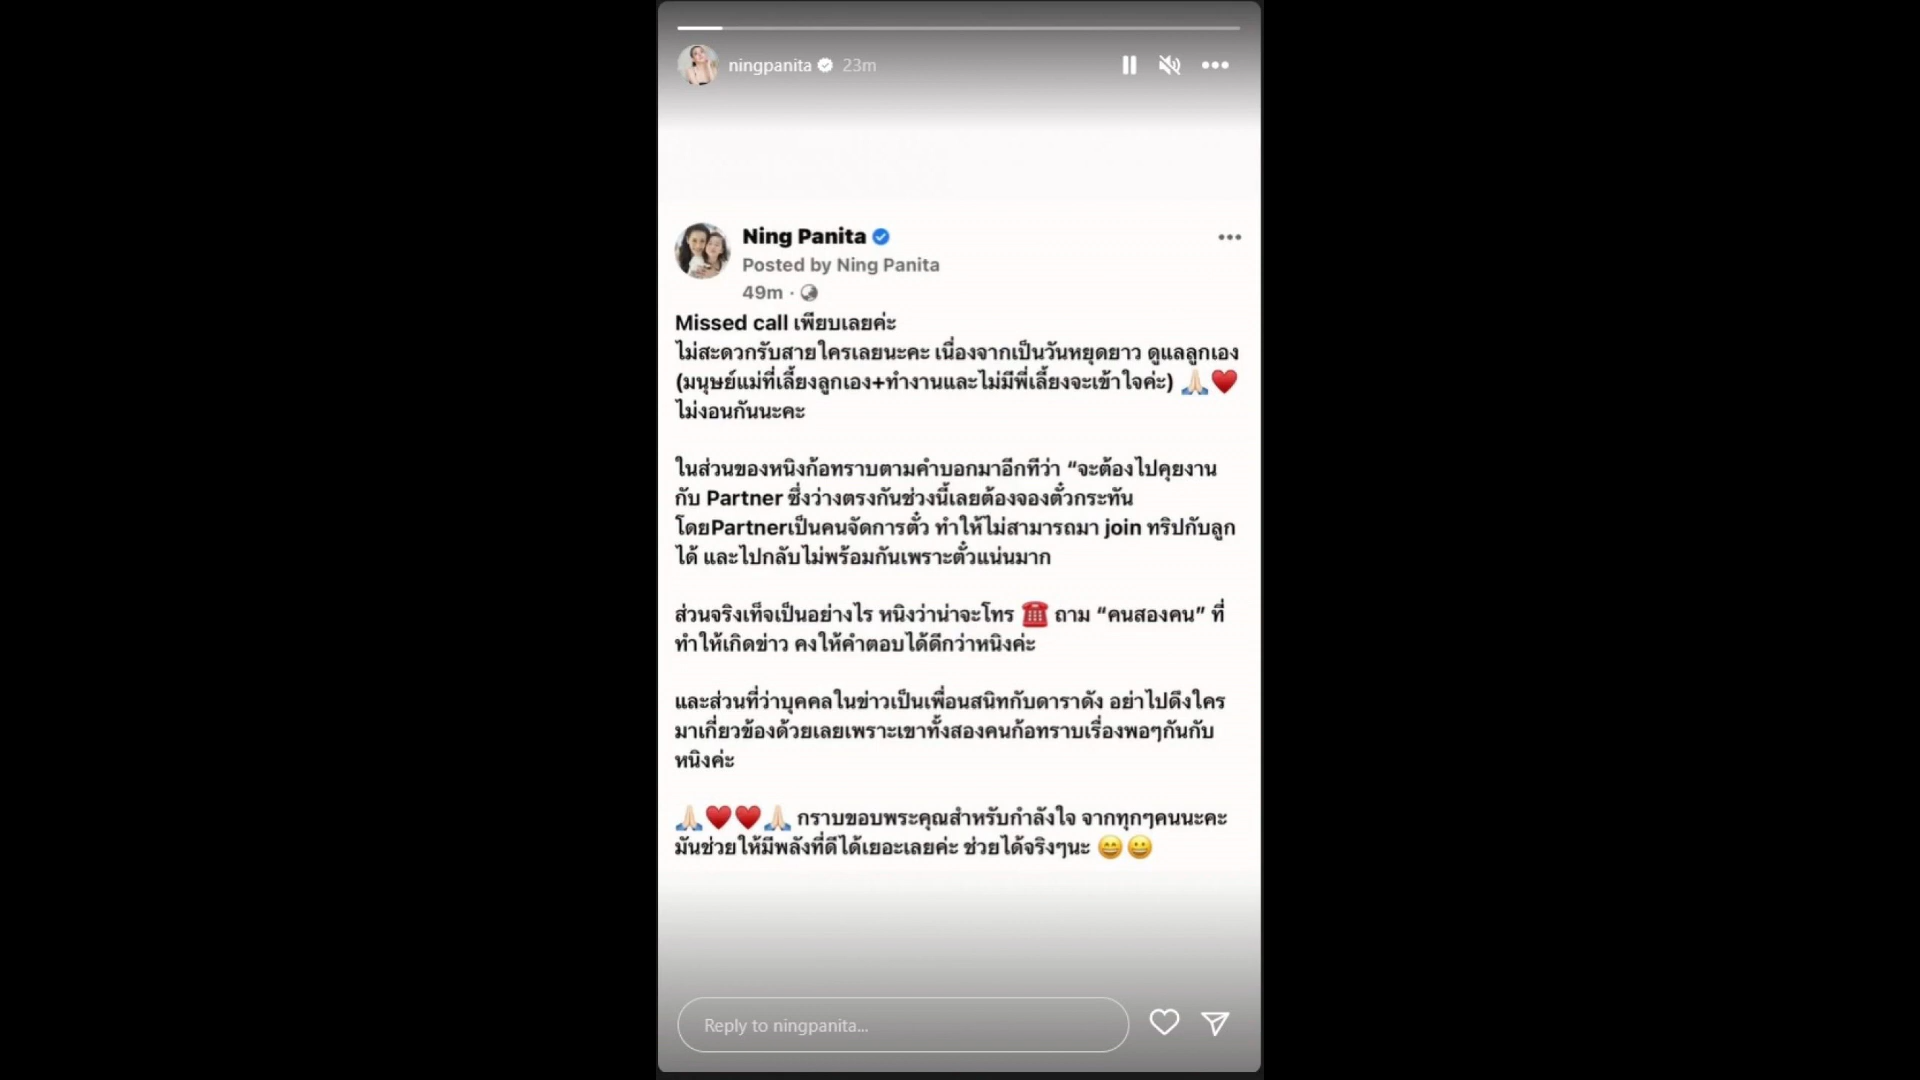 ningpanita 23m
Ning Panita
Posted by Ning Panita
49m ·
Missed call เพียบเลยค่ะ
ไม่สะดวกรับสายใครเลยนะคะ เนื่องจากเป็นวันหยุดยาว ดูแลลูกเอง
(มนุษย์แม่ที่เลี้ยงลูกเอง+ทำงานและไม่มีพี่เลี้ยงจะเข้าใจค่ะ) 🙏🏻♥️
ไม่งอนกันนะคะ
ในส่วนของหนิงก้อทราบตามคำบอกมาอีกทีว่า “จะต้องไปคุยงาน
กับ Partner ซึ่งว่างตรงกันช่วงนี้เลยต้องจองตั๋วกระทัน
โดยPartnerเป็นคนจัดการตั๋ว ทำให้ไม่สามารถมา join ทริปกับลูก
ได้ และไปกลับไม่พร้อมกันเพราะตั๋วแน่นมาก
ส่วนจริงเท็จเป็นอย่างไร หนิงว่าน่าจะโทร ☎️ ถาม “คนสองคน” ที่
ทำให้เกิดข่าว คงให้คำตอบได้ดีกว่าหนิงค่ะ
และส่วนที่ว่าบุคคลในข่าวเป็นเพื่อนสนิทกับดาราดัง อย่าไปดึงใคร
มาเกี่ยวข้องด้วยเลยเพราะเขาทั้งสองคนก้อทราบเรื่องพอๆกันกับ
หนิงค่ะ
🙏🏻♥️♥️🙏🏻 กราบขอบพระคุณสำหรับกำลังใจ จากทุกๆคนนะคะ
มันช่วยให้มีพลังที่ดีได้เยอะเลยค่ะ ช่วยได้จริงๆนะ 😄😀
Reply to ningpanita...